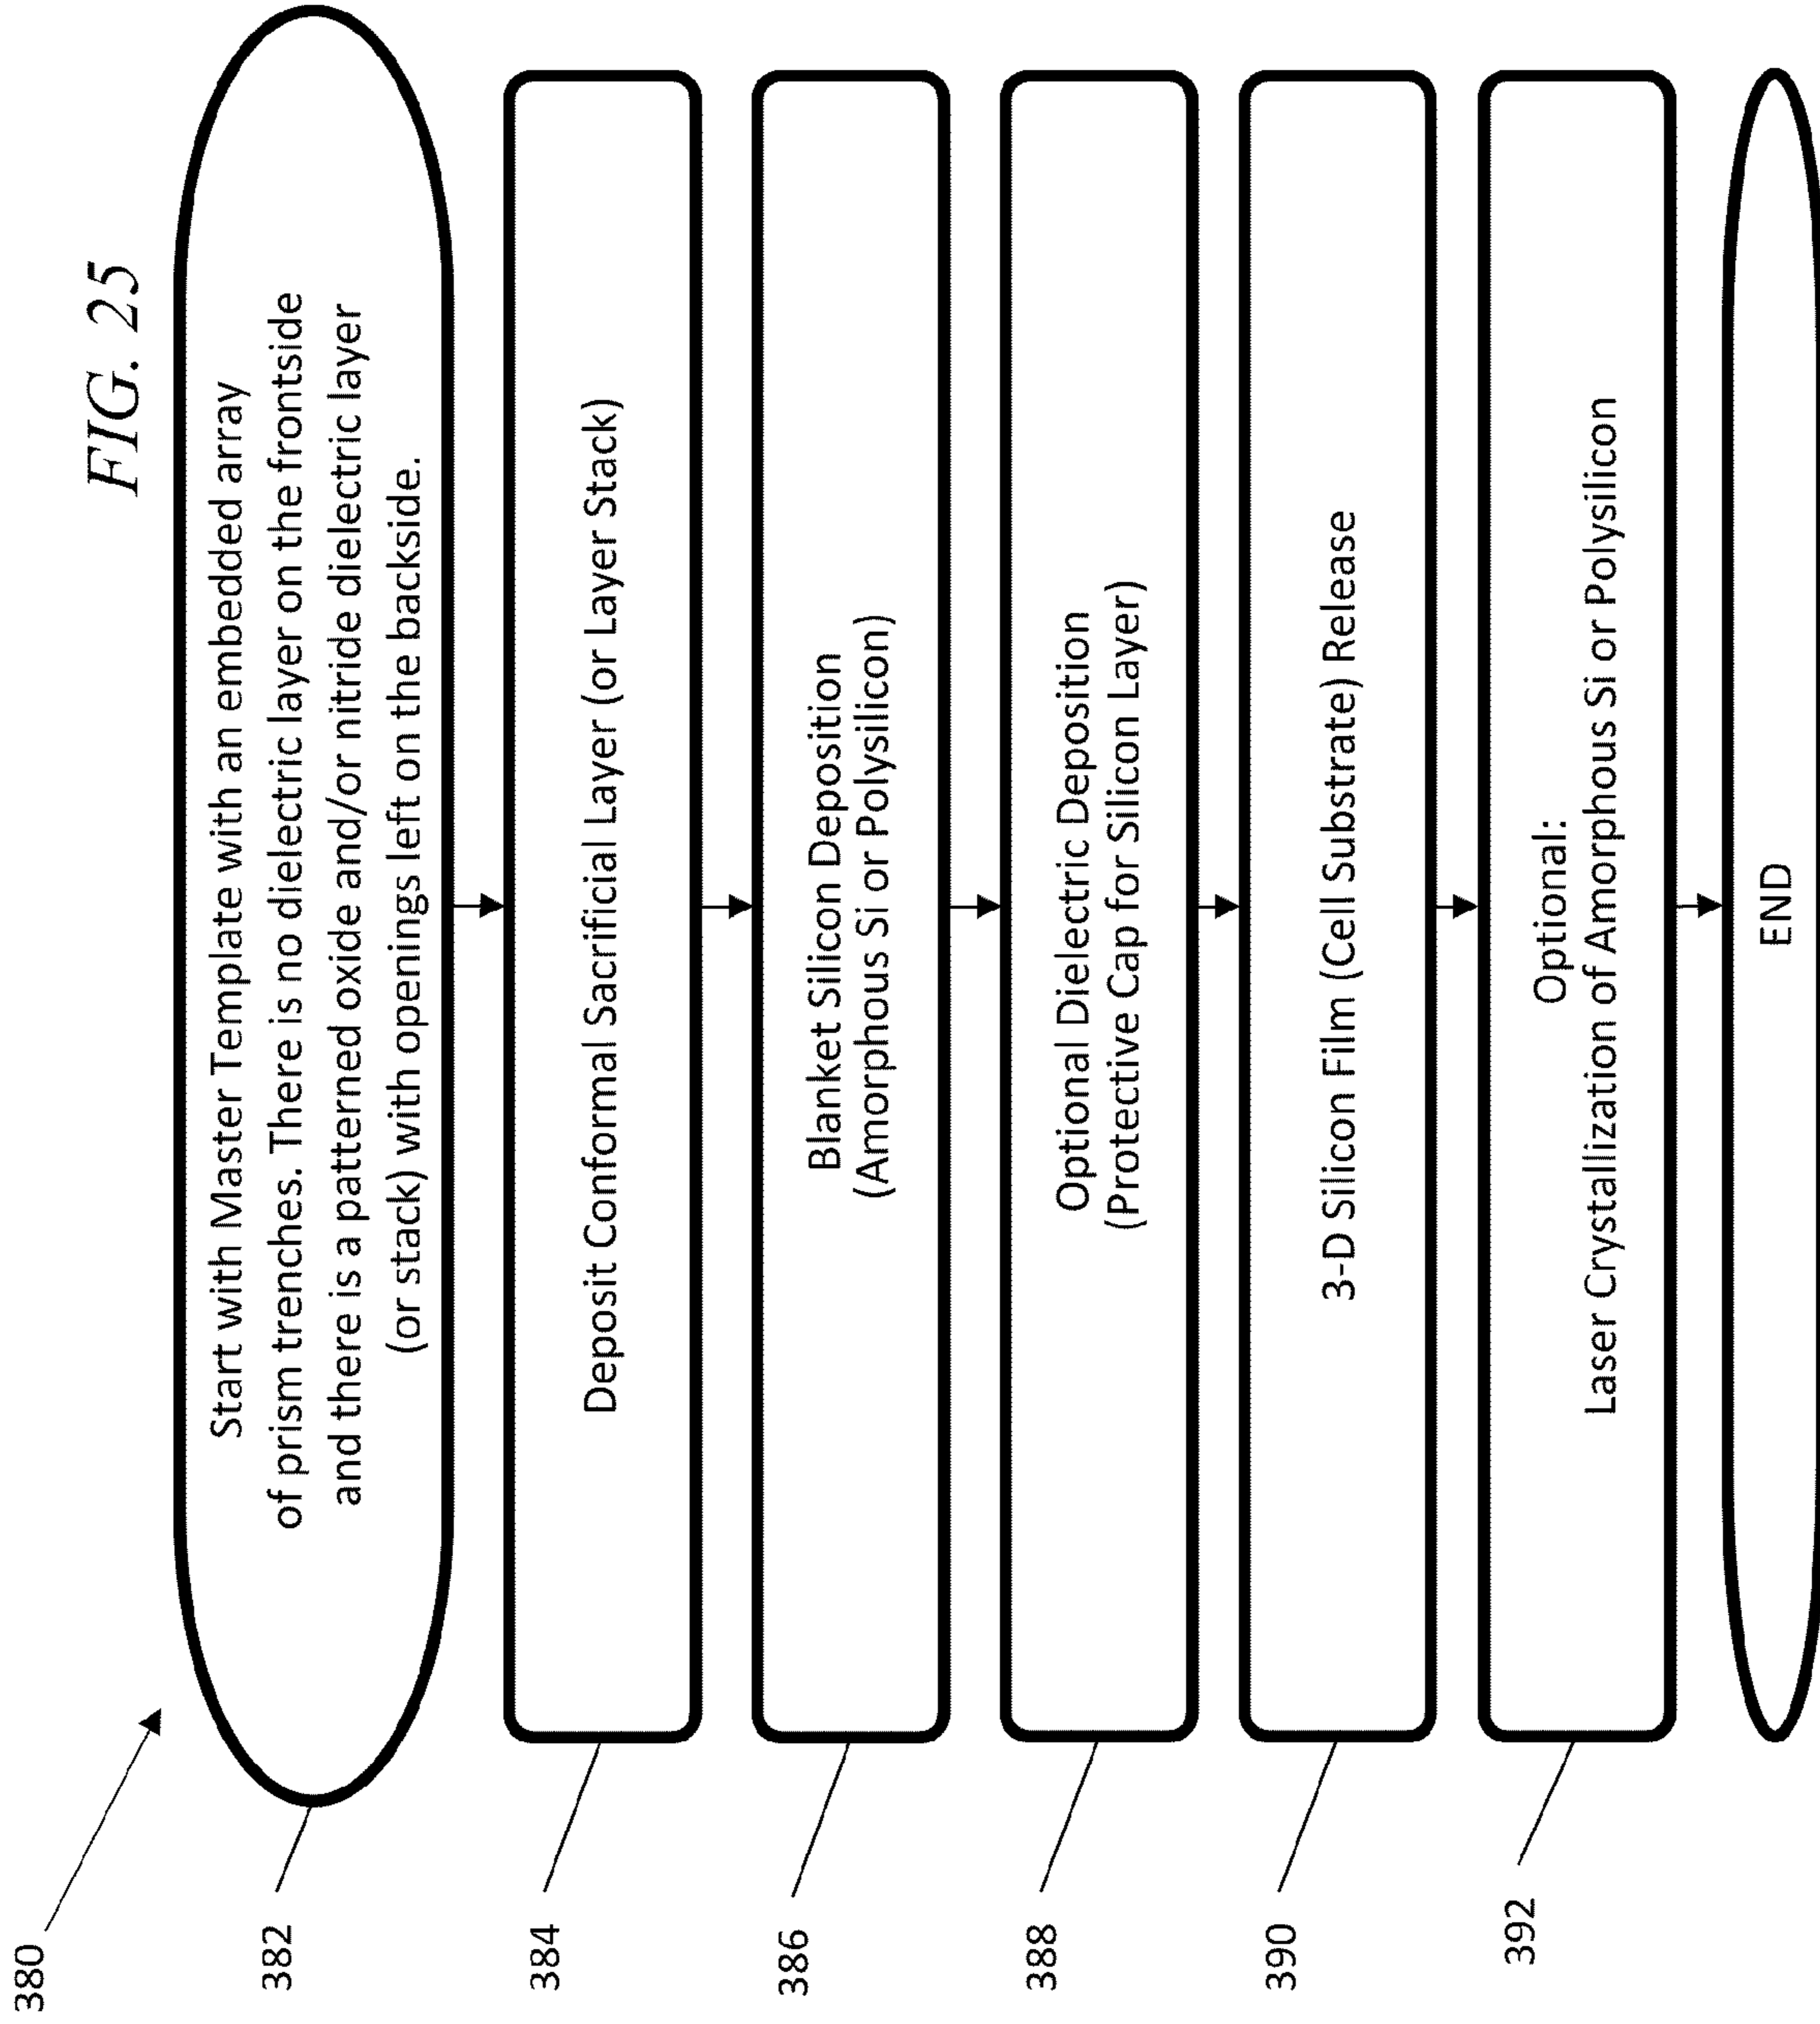 FIG. 25
380
382
Start with Master Template with an embedded array
of prism trenches. There is no dielectric layer on the frontside
and there is a patterned oxide and/or nitride dielectric layer
(or stack) with openings left on the backside.
384
Deposit Conformal Sacrificial Layer (or Layer Stack)
386
Blanket Silicon Deposition
(Amorphous Si or Polysilicon)
388
Optional Dielectric Deposition
(Protective Cap for Silicon Layer)
390
3-D Silicon Film (Cell Substrate) Release
392
Optional:
Laser Crystallization of Amorphous Si or Polysilicon
END